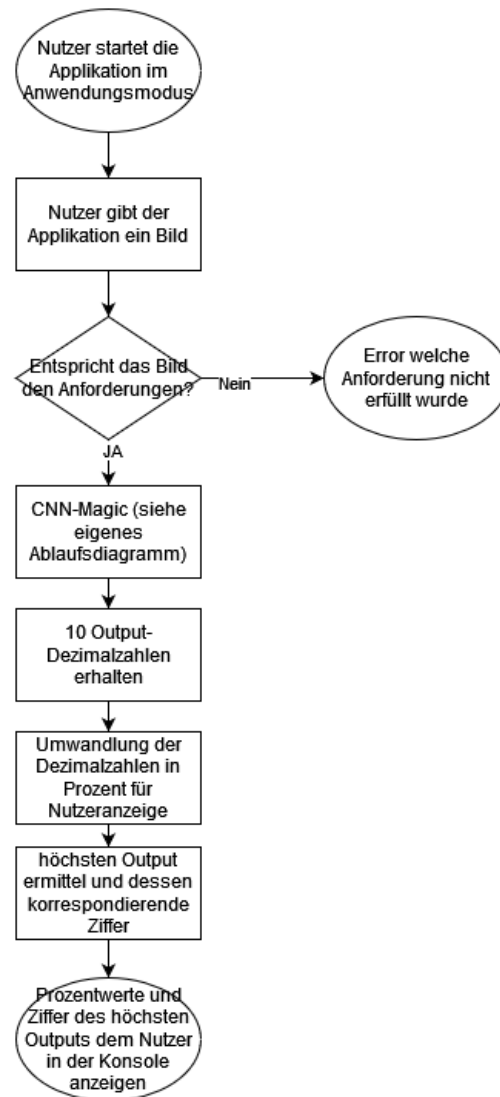 Nutzer startet die
Applikation im
Anwendungsmodus
Nutzer gibt der
Applikation ein Bild
Entspricht das Bild
den Anforderungen?
Nein
Error welche
Anforderung nicht
erfüllt wurde
JA
CNN-Magic (siehe
eigenes
Ablaufsdiagramm)
10 Output-
Dezimalzahlen
erhalten
Umwandlung der
Dezimalzahlen in
Prozent für
Nutzeranzeige
höchsten Output
ermittel und dessen
korrespondierende
Ziffer
Prozentwerte und
Ziffer des höchsten
Outputs dem Nutzer
in der Konsole
anzeigen